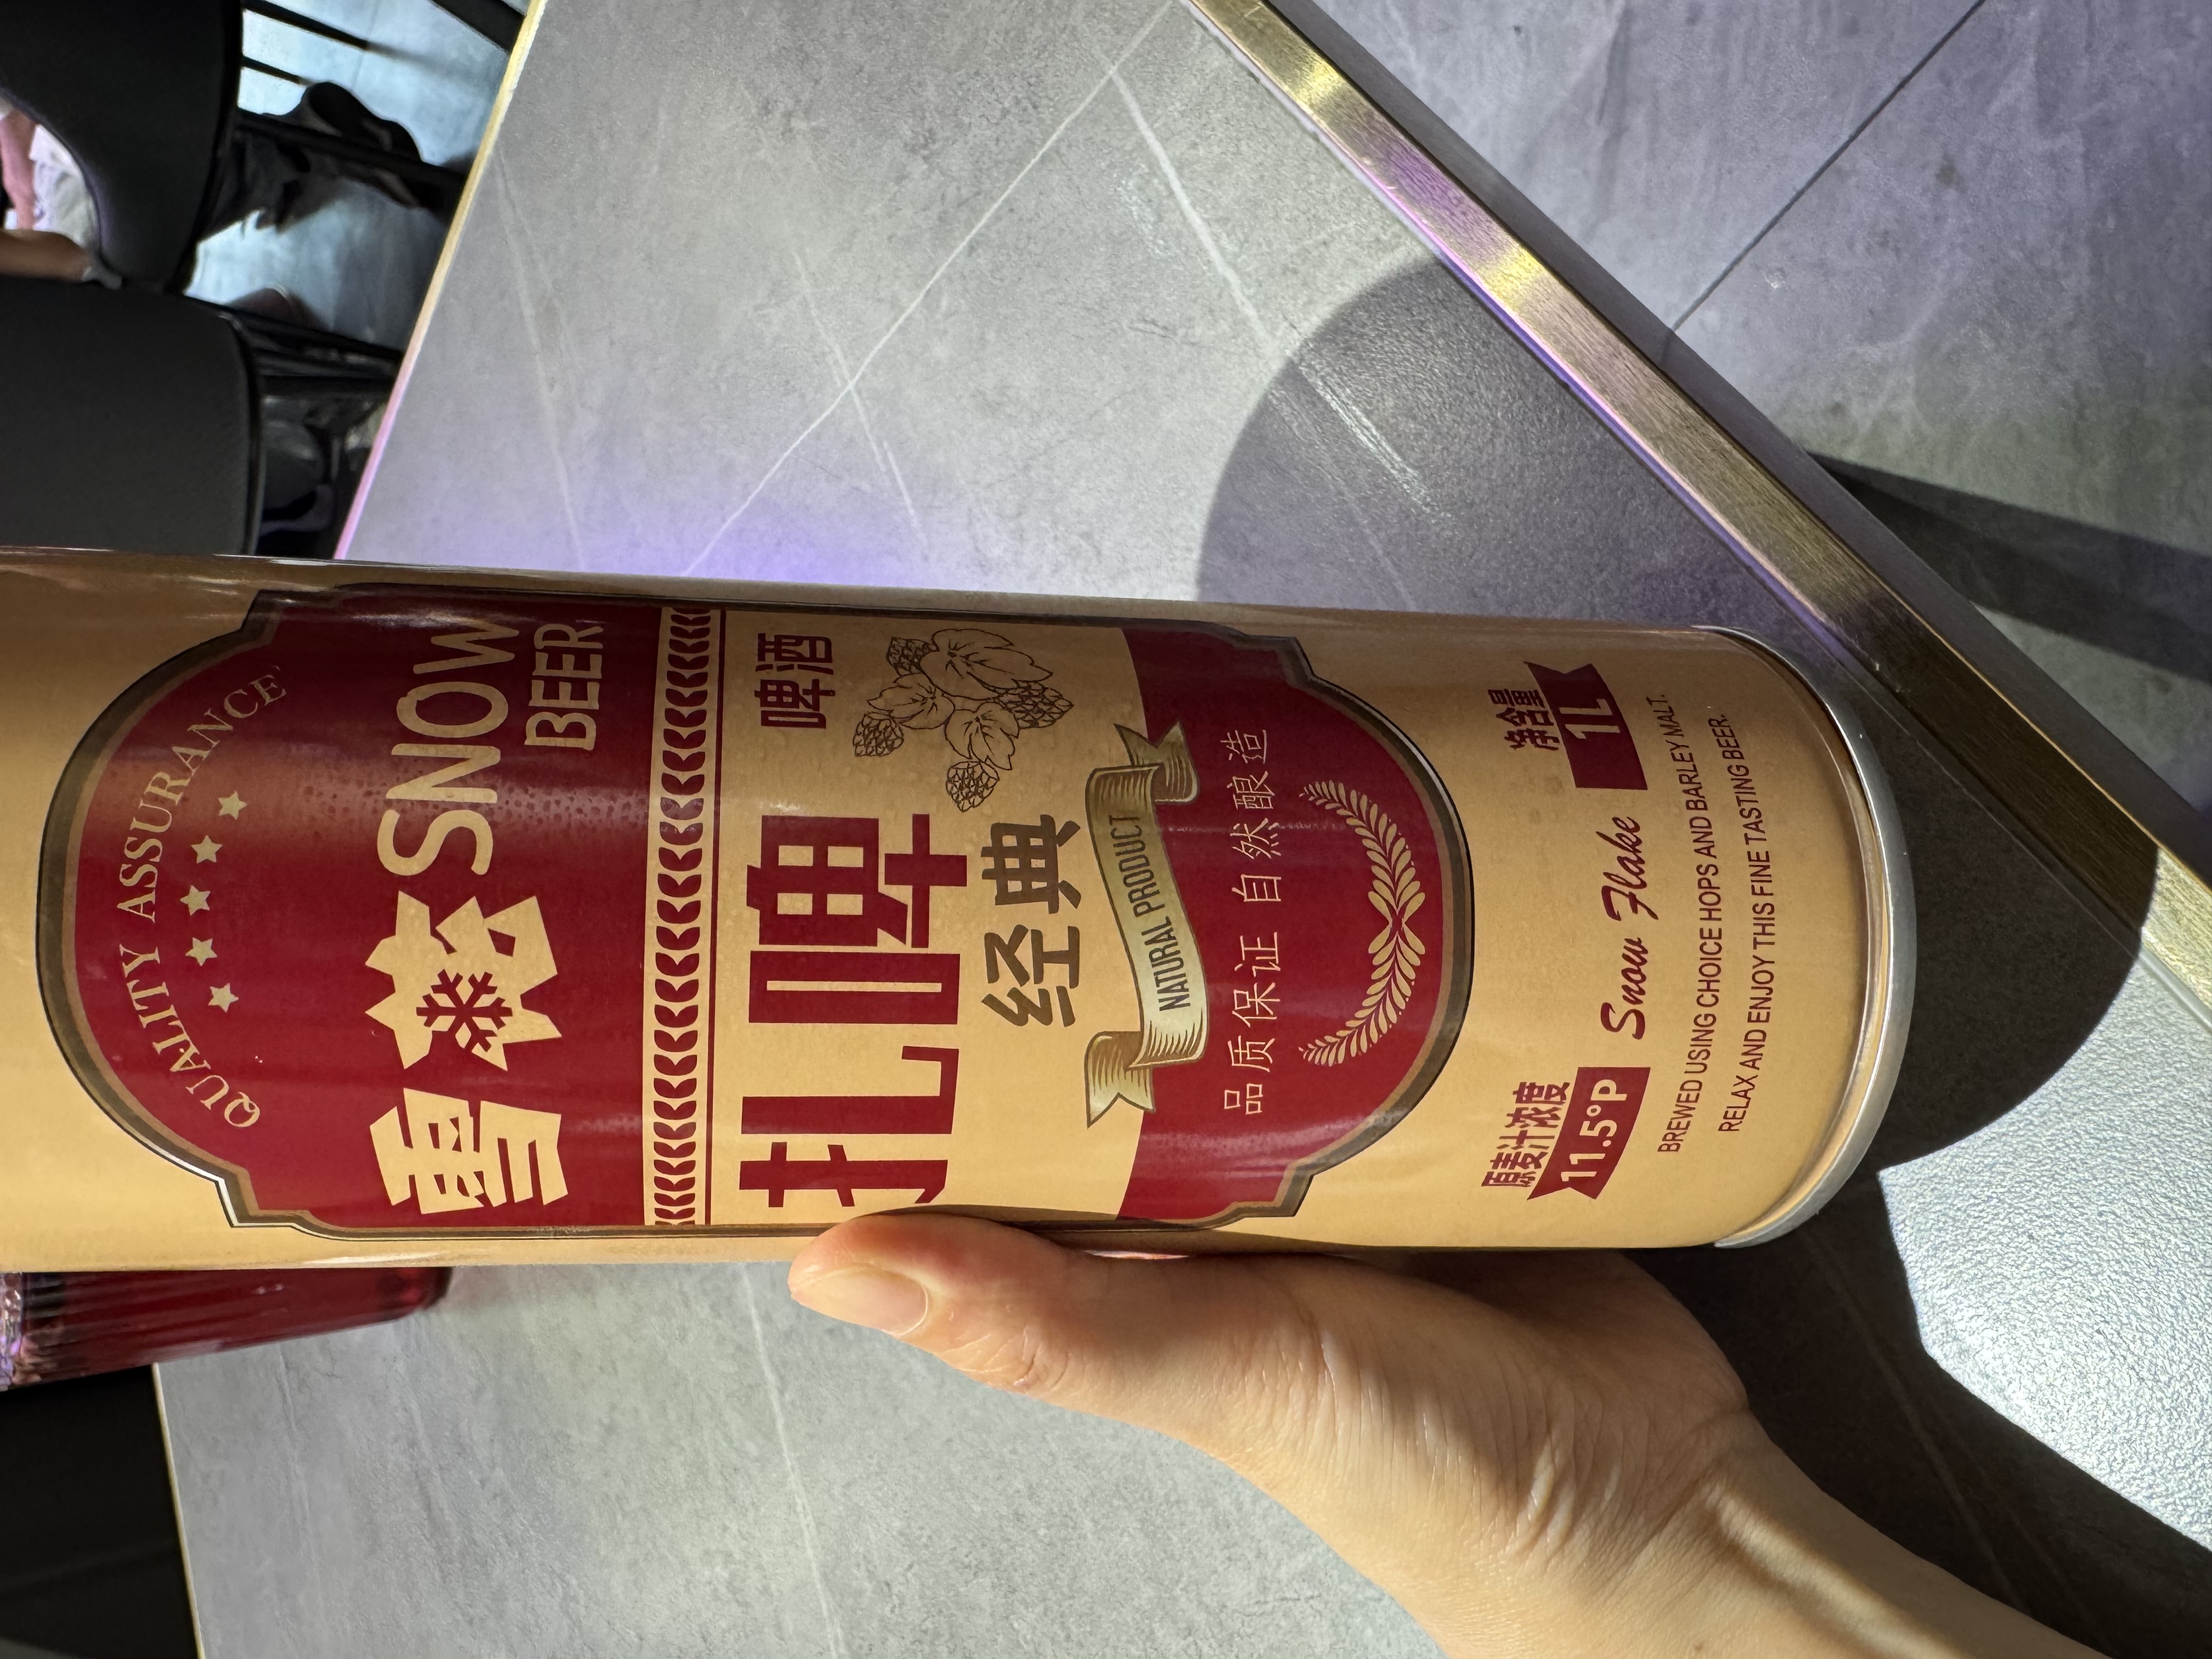 QUALITY ASSURANCE
雪花 SNOW
BEER
啤酒
扎啤
经典
NATURAL PRODUCT
品质保证 自然酿造
原麦汁浓度
11.5°P
Snow Flake
净含量
1L
BREWED USING CHOICE HOPS AND BARLEY MALT.
RELAX AND ENJOY THIS FINE TASTING BEER.